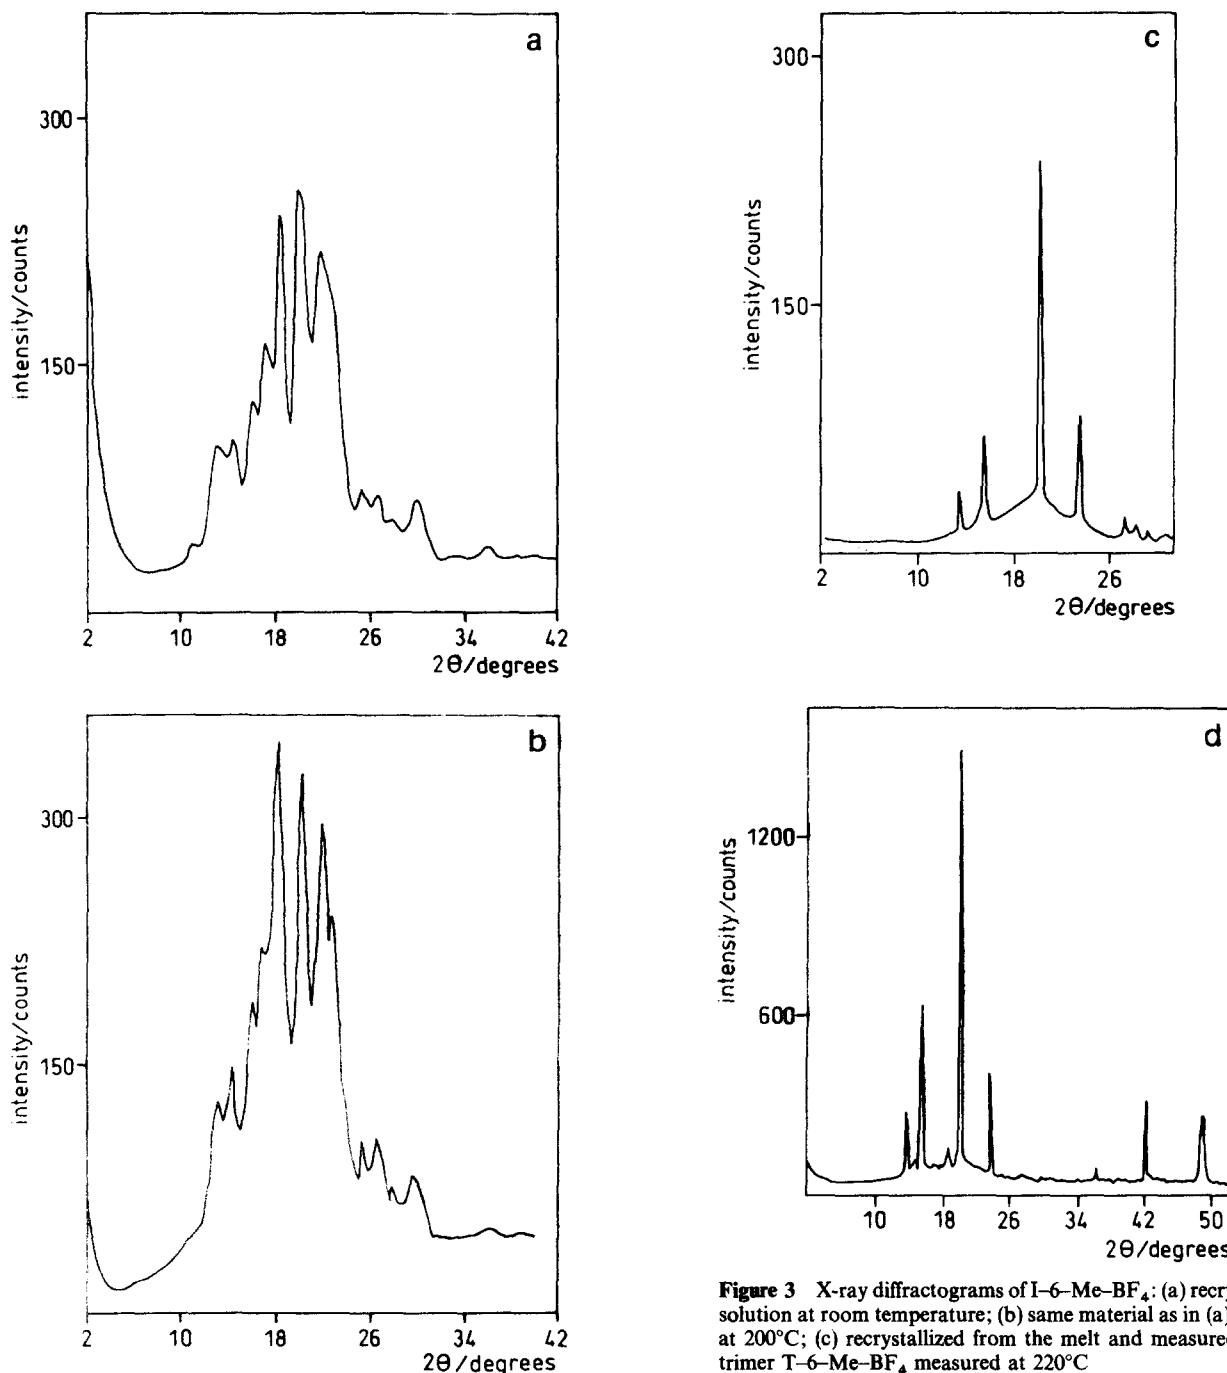 a
300
150
intensity/counts
2 10 18 26 34 42
2θ/degrees
b
300
150
intensity/counts
2 10 18 26 34 42
2θ/degrees
c
300
150
intensity/counts
2 10 18 26
2θ/degrees
d
1200
600
intensity/counts
10 18 26 34 42 50
2θ/degrees
Figure 3 X-ray diffractograms of I–6–Me–BF₄: (a) recry
solution at room temperature; (b) same material as in (a)
at 200°C; (c) recrystallized from the melt and measured
trimer T–6–Me–BF₄ measured at 220°C